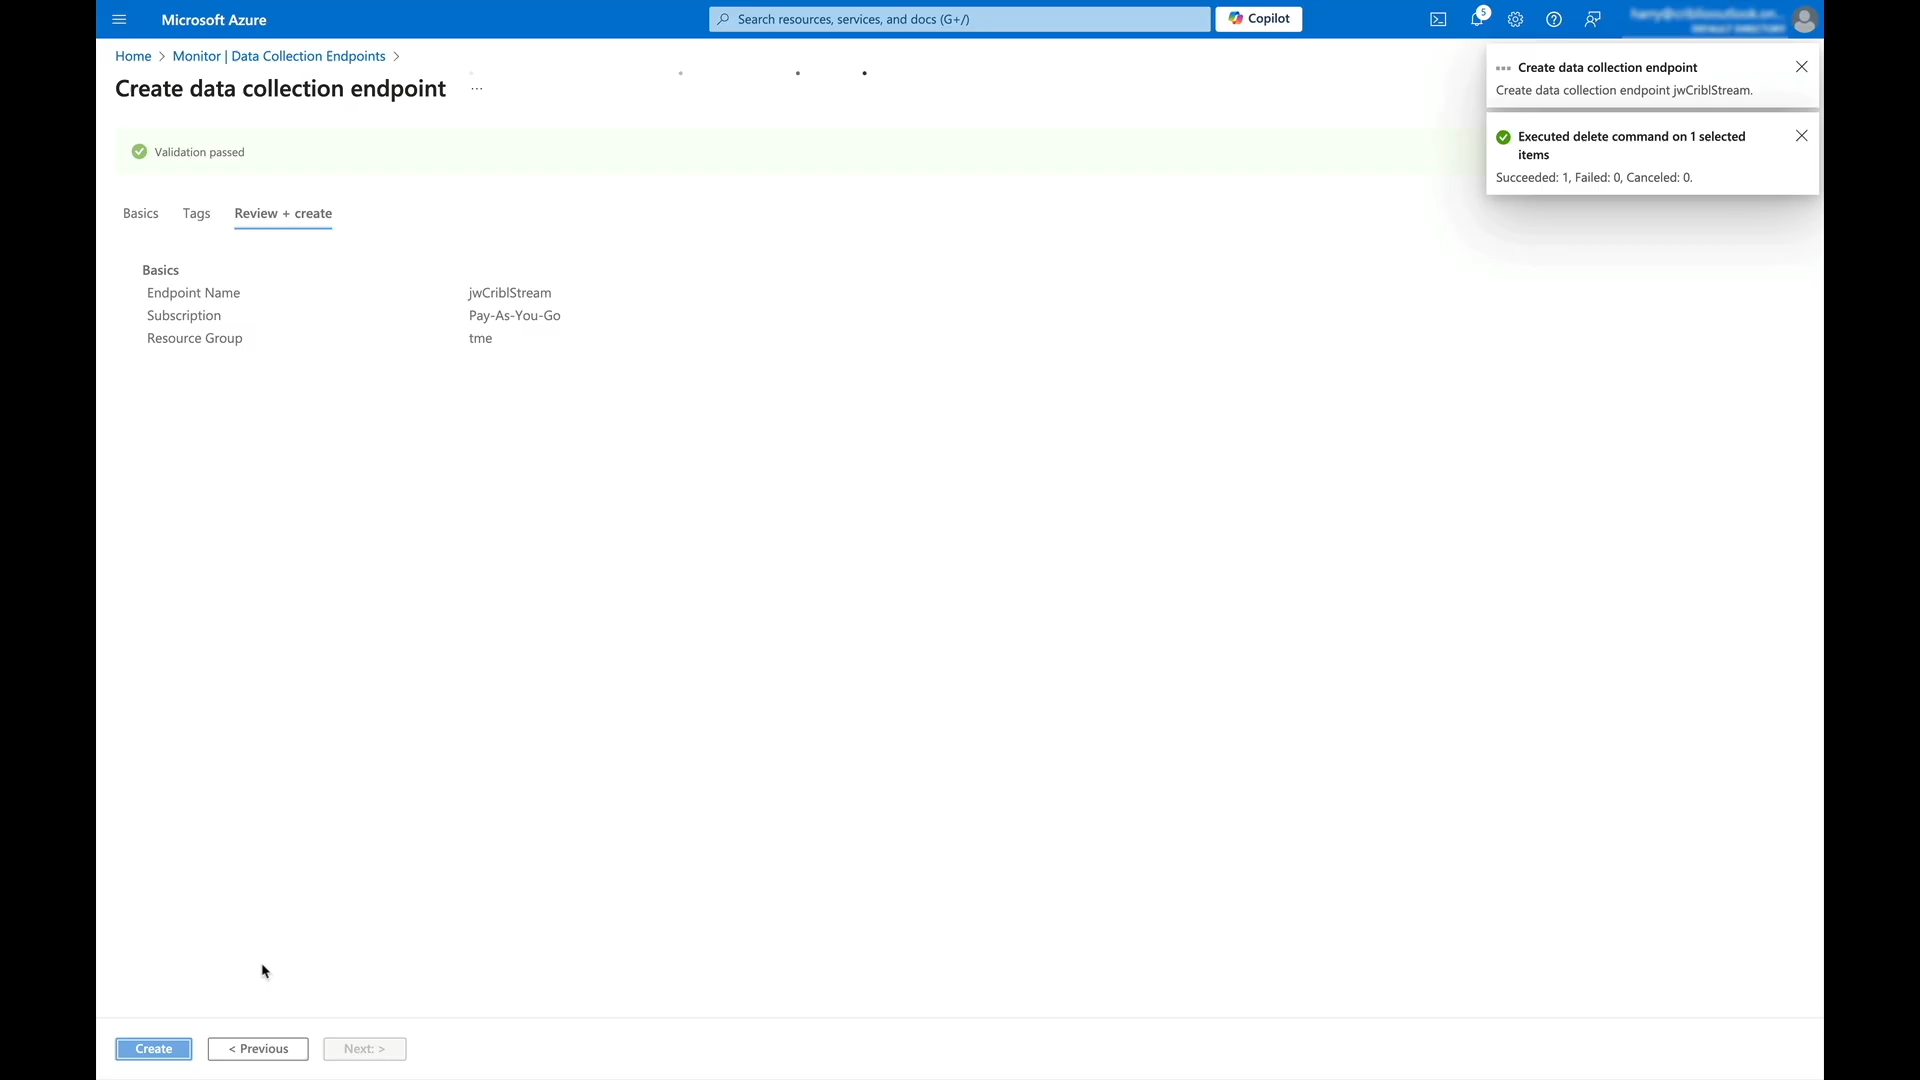 Microsoft Azure
Search resources, services, and docs (G+/)
Copilot
5
Home > Monitor | Data Collection Endpoints >
Create data collection endpoint ...
Validation passed
Basics Tags Review + create
Basics
Endpoint Name jwCriblStream
Subscription Pay-As-You-Go
Resource Group tme
Create data collection endpoint
Create data collection endpoint jwCriblStream.
Executed delete command on 1 selected
items
Succeeded: 1, Failed: 0, Canceled: 0.
Create
< Previous
Next: >